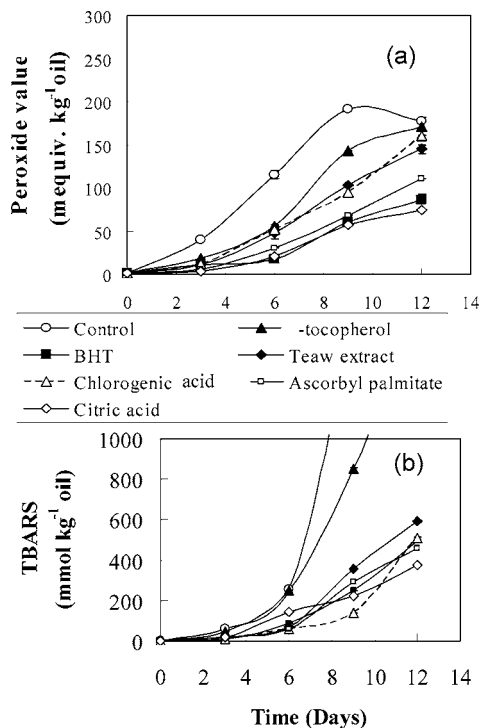 (a)
Peroxide value
(mequiv. kg⁻¹oil)
300
250
200
150
100
50
0
0 2 4 6 8 10 12 14
Control
-tocopherol
BHT
Teaw extract
Chlorogenic acid
Ascorbyl palmitate
Citric acid
(b)
TBARS
(mmol kg⁻¹ oil)
1000
800
600
400
200
0
0 2 4 6 8 10 12 14
Time (Days)